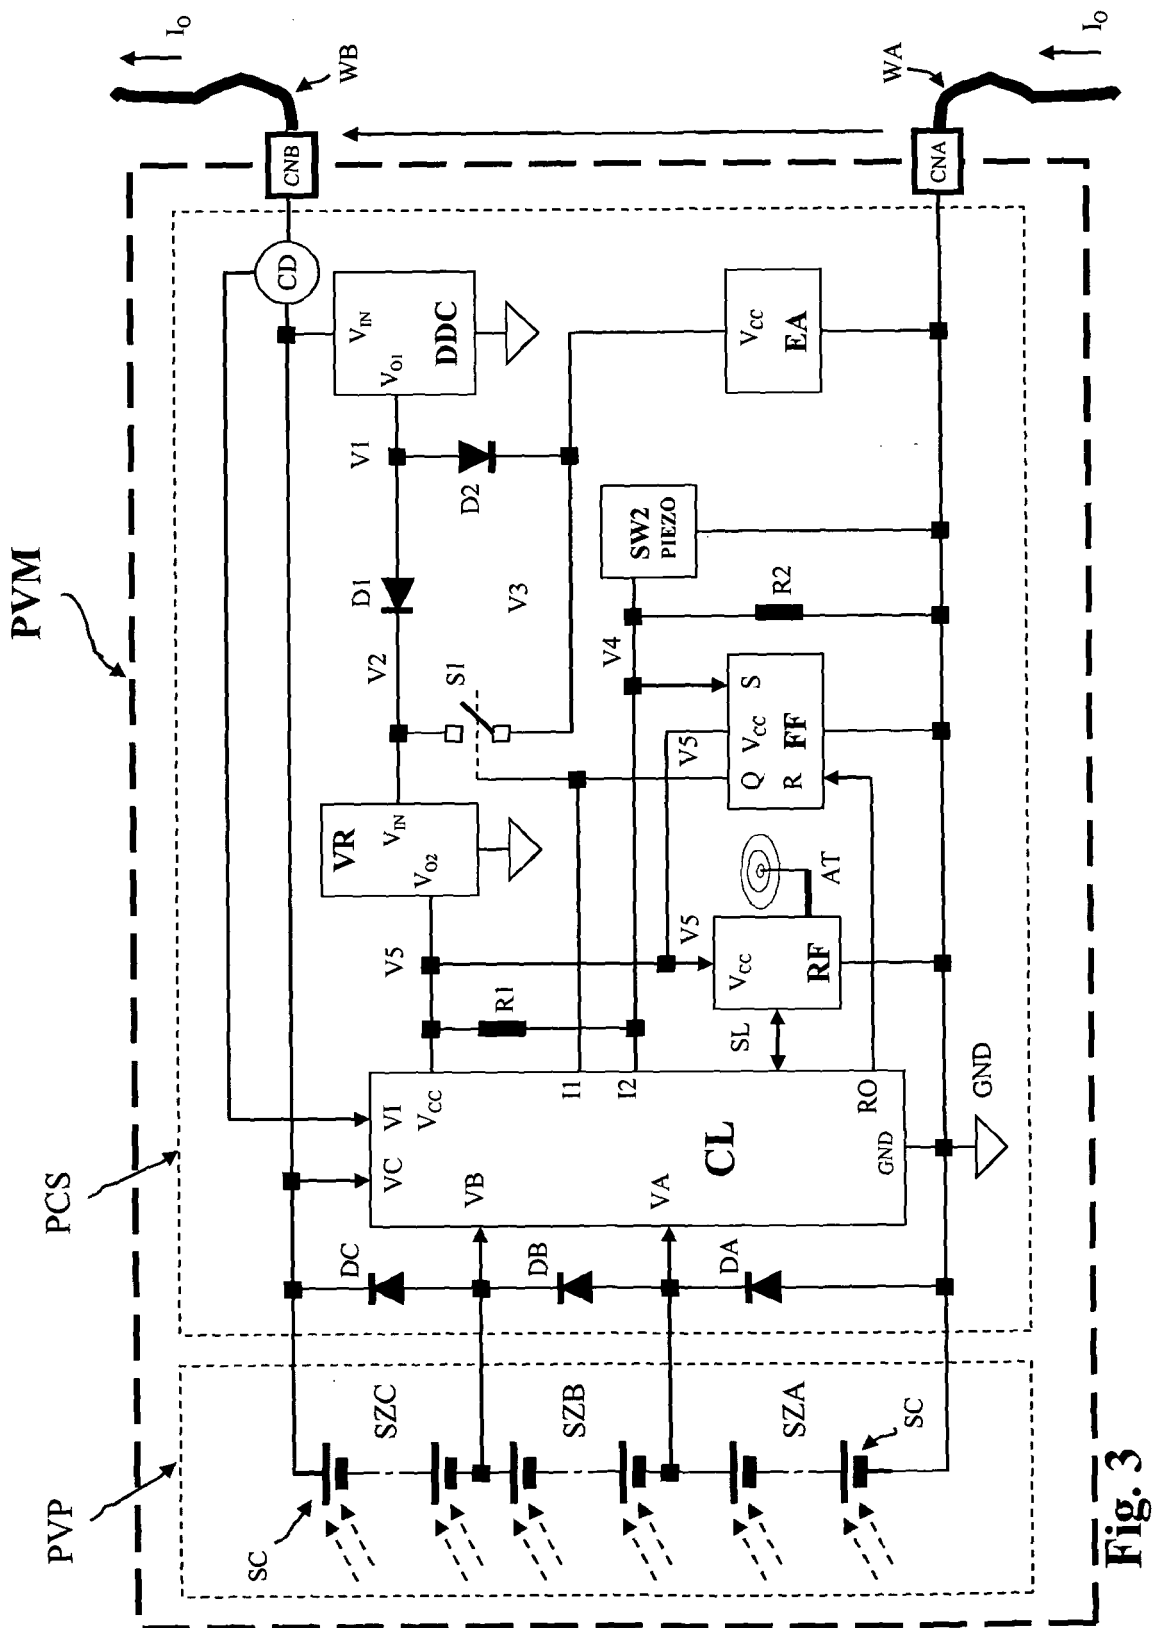 PVM
PVP
PCS
SC
SZC
SZB
SZA
SC
DC
DB
DA
VC
VI
VB
VA
VCC
CL
I1
I2
GND
RO
GND
SL
R1
V5
VR
VIN
VO2
V5
VCC
RF
AT
V5
Q
VCC
S
R
FF
S1
V2
D1
V1
V3
D2
V4
R2
SW2
PIEZO
VIN
VO1
DDC
VCC
EA
CD
CNB
CNA
WB
WA
IO
IO
Fig. 3